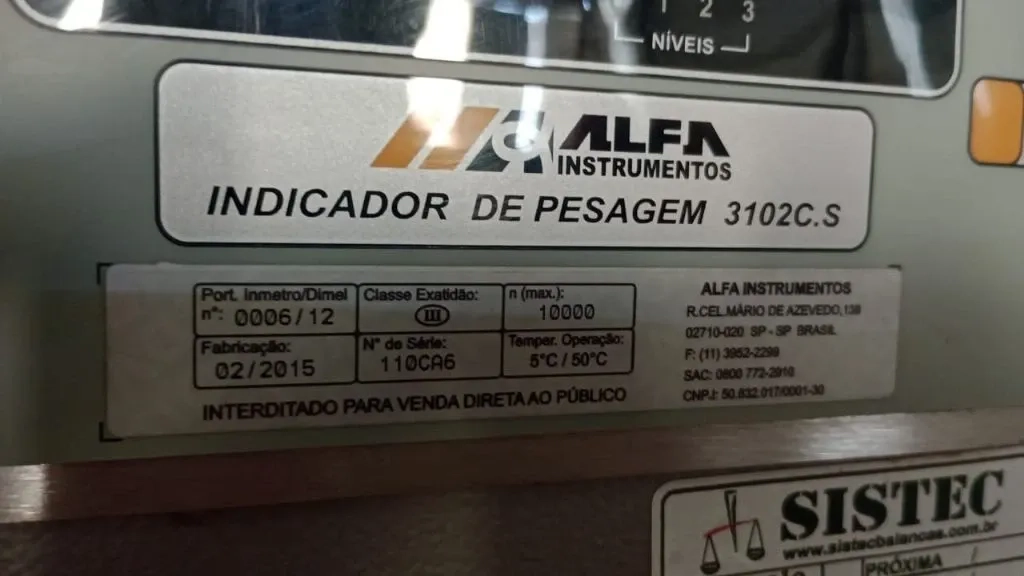 1 2 3
NÍVEIS
ALFA
INSTRUMENTOS
INDICADOR DE PESAGEM 3102C.S
Port. Inmetro/Dimel
nº: 0006/12
Classe Exatidão:
III
n (max.):
10000
Fabricação:
02/2015
Nº de Série:
110CA6
Temper. Operação:
5°C / 50°C
INTERDITADO PARA VENDA DIRETA AO PÚBLICO
ALFA INSTRUMENTOS
R.CEL.MÁRIO DE AZEVEDO,138
02710-020 SP - SP BRASIL
F: (11) 3952-2299
SAC: 0800 772-2910
CNPJ: 50.632.017/0001-30
SISTEC
www.sistecbalancas.com.br
PRÓXIMA